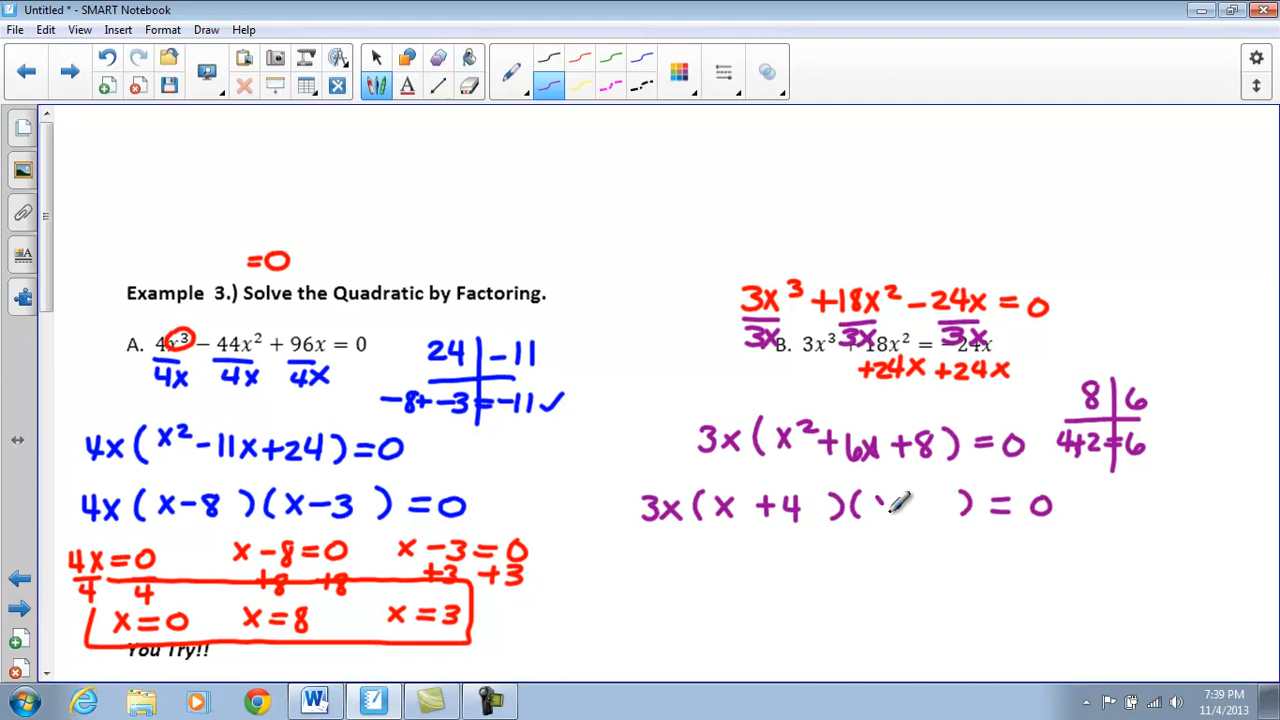 Untitled * - SMART Notebook
File Edit View Insert Format Draw Help
=0
Example 3.) Solve the Quadratic by Factoring.
A. 4x³ − 44x² + 96x = 0
4x 4x 4x
24 | -11
-8+ -3 = -11 ✓
4x(x²-11x+24)=0
4x(x-8)(x-3)=0
4x=0 x-8=0 x-3=0
4 4 +8 +8 +3 +3
x=0 x=8 x=3
You Try!!
3x³+18x²-24x=0
3x 3x 3x
B. 3x³ + 18x² = −24x
+24x +24x
8 | 6
4+2=6
3x(x²+6x+8)=0
3x(x+4)( )=0
7:39 PM
11/4/2013